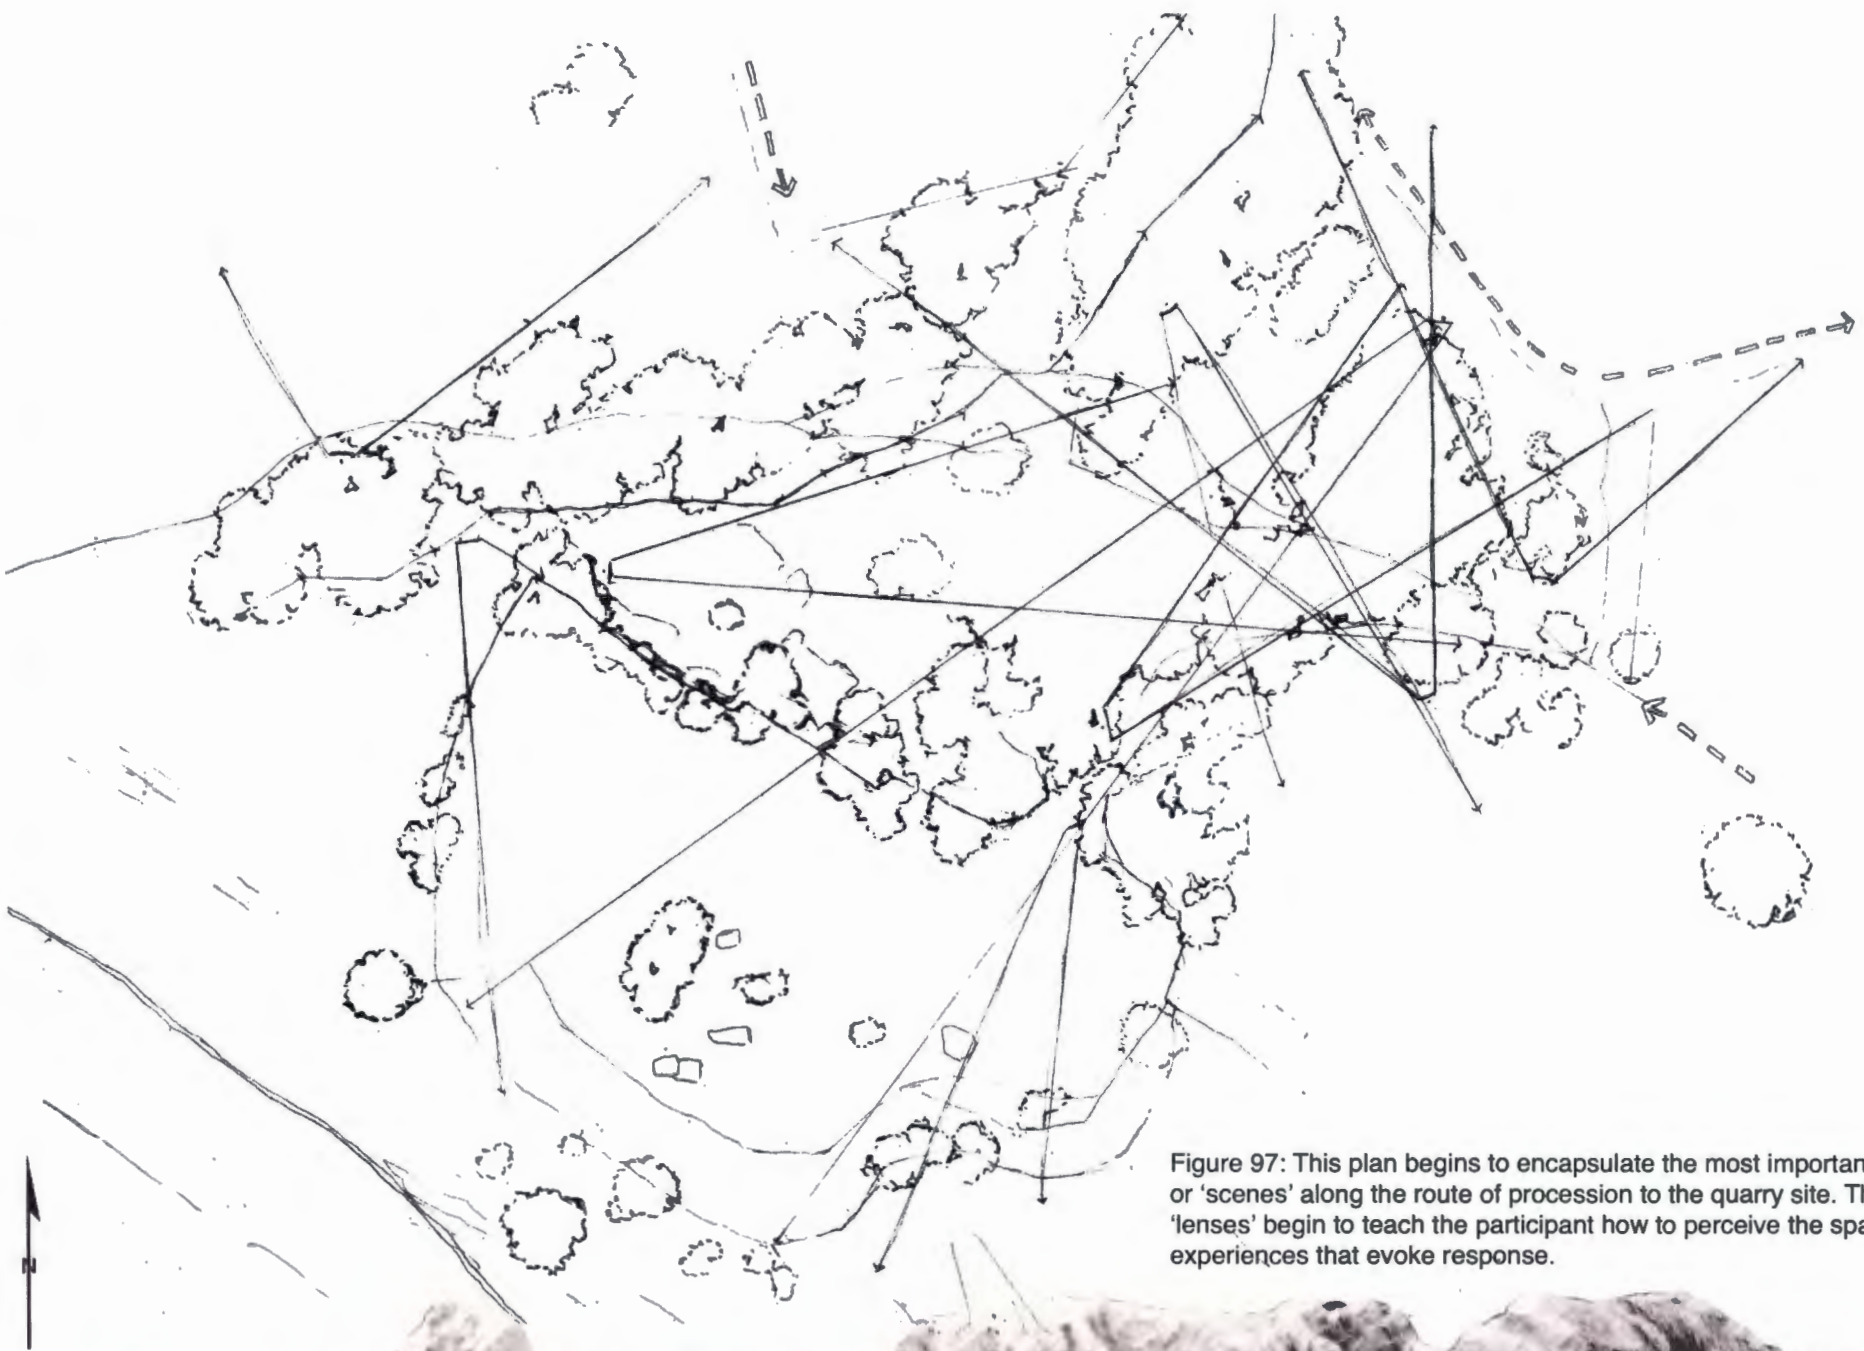 Figure 97: This plan begins to encapsulate the most importan
or 'scenes' along the route of procession to the quarry site.
'lenses' begin to teach the participant how to perceive the spa
experiences that evoke response.
N